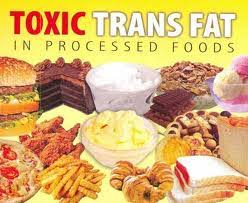 TOXIC TRANS FAT
IN PROCESSED FOODS